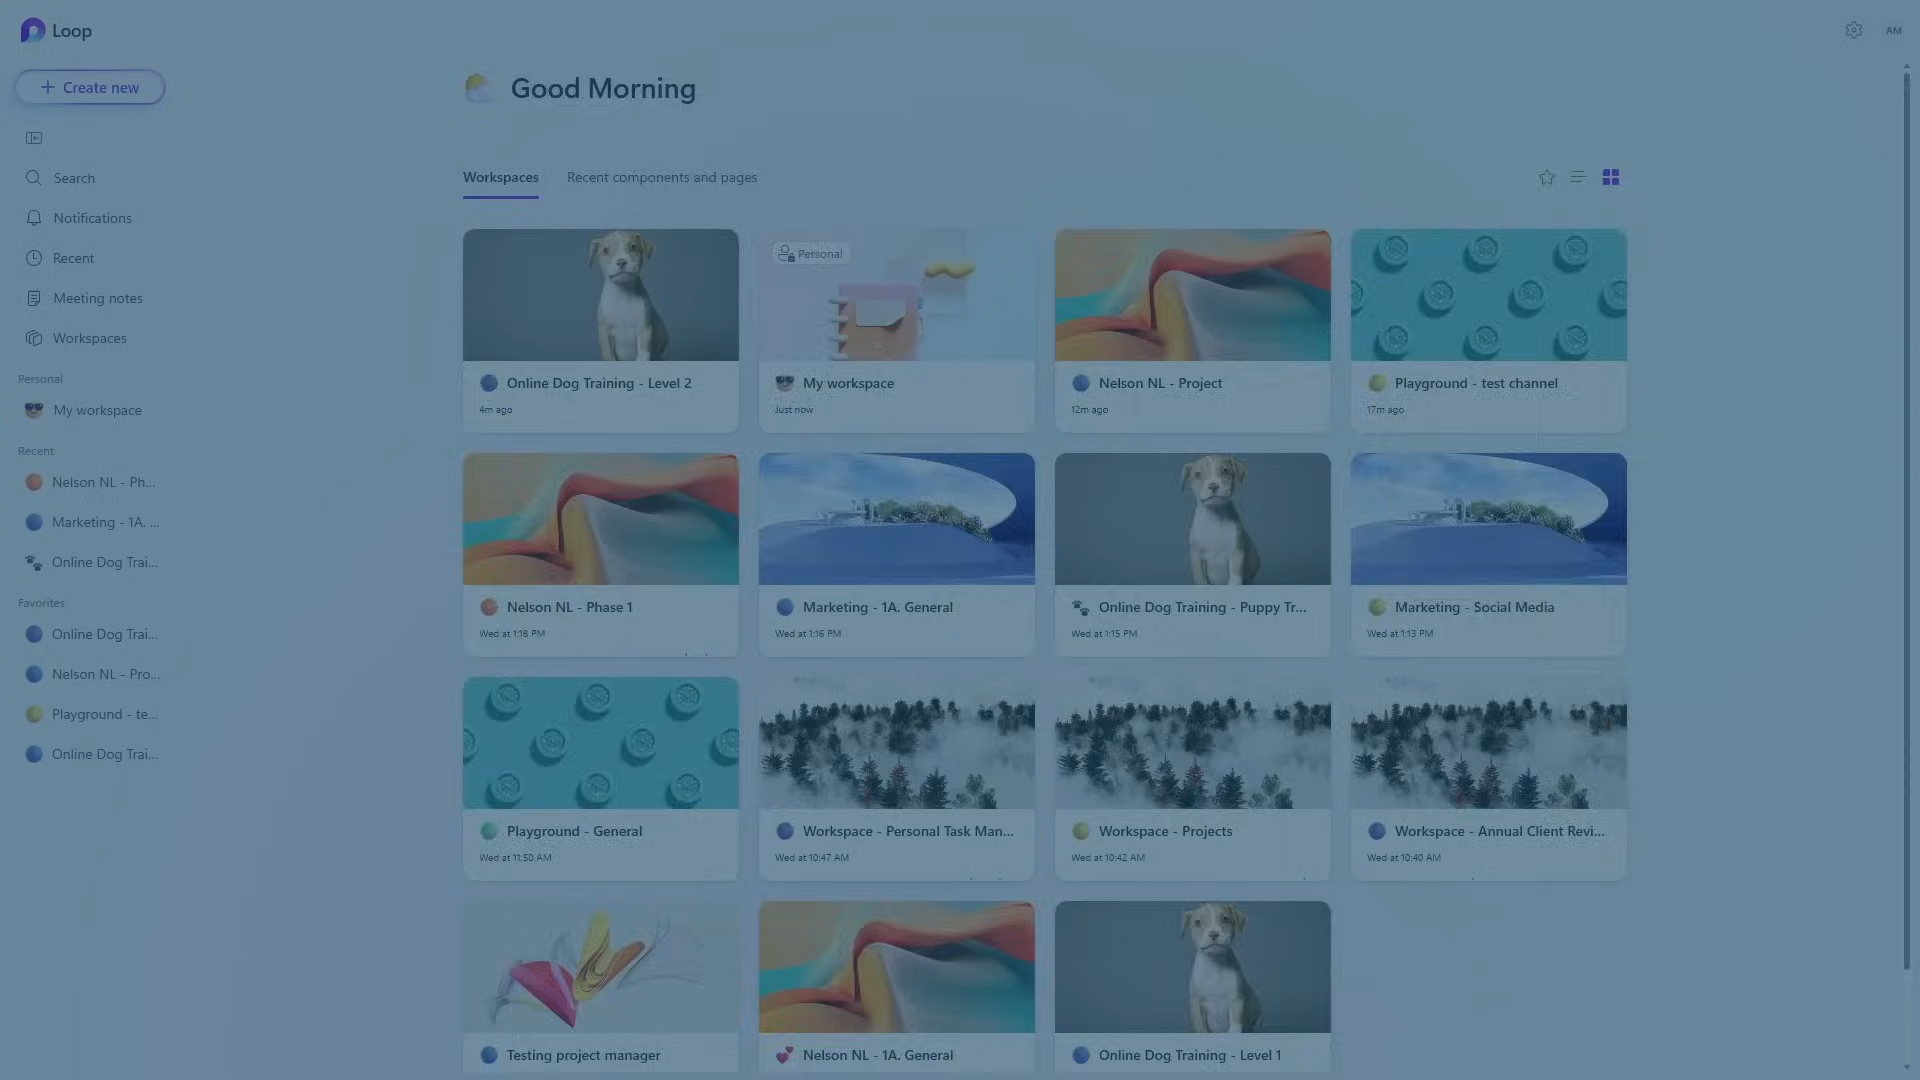 Loop
AM
Create new
Search
Notifications
Recent
Meeting notes
Workspaces
Personal
My workspace
Recent
Nelson NL - Ph...
Marketing - 1A. ...
Online Dog Trai...
Favorites
Online Dog Trai...
Nelson NL - Pro...
Playground - te...
Online Dog Trai...
Good Morning
Workspaces
Recent components and pages
Online Dog Training - Level 2
4m ago
Personal
My workspace
Just now
Nelson NL - Project
12m ago
Playground - test channel
17m ago
Nelson NL - Phase 1
Wed at 1:18 PM
Marketing - 1A. General
Wed at 1:16 PM
Online Dog Training - Puppy Tr...
Wed at 1:15 PM
Marketing - Social Media
Wed at 1:13 PM
Playground - General
Wed at 11:50 AM
Workspace - Personal Task Man...
Wed at 10:47 AM
Workspace - Projects
Wed at 10:42 AM
Workspace - Annual Client Revi...
Wed at 10:40 AM
Testing project manager
Nelson NL - 1A. General
Online Dog Training - Level 1